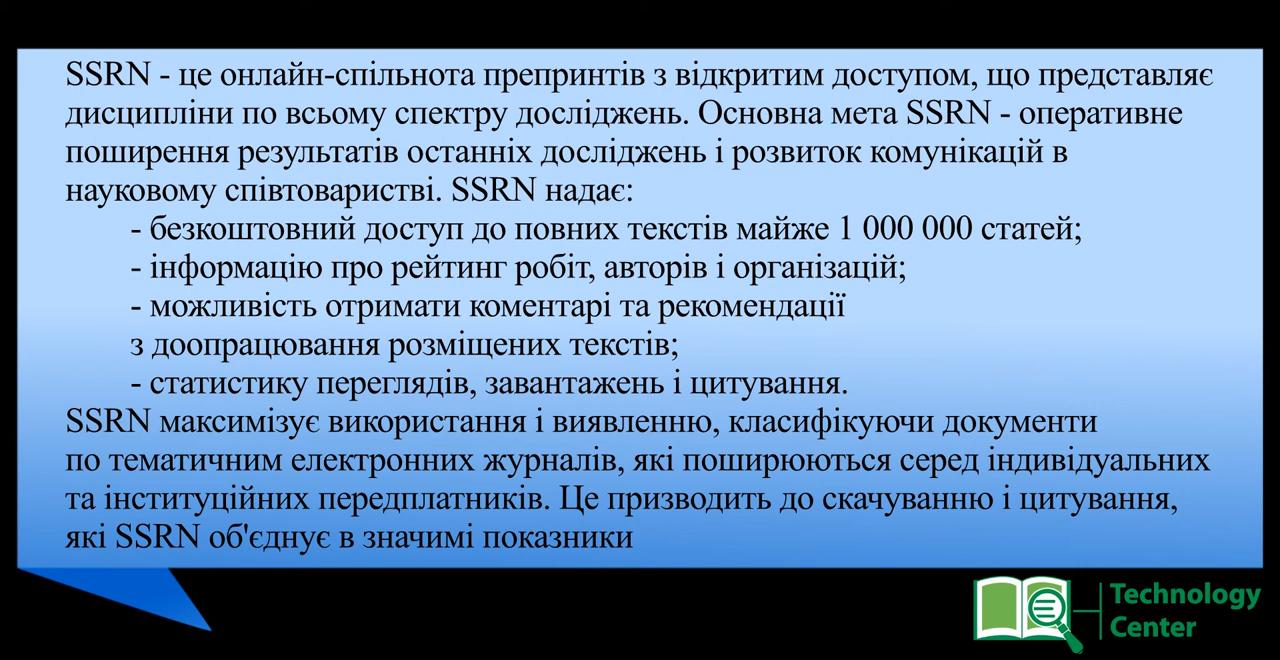 SSRN - це онлайн-спільнота препринтів з відкритим доступом, що представляє
дисципліни по всьому спектру досліджень. Основна мета SSRN - оперативне
поширення результатів останніх досліджень і розвиток комунікацій в
науковому співтоваристві. SSRN надає:
- безкоштовний доступ до повних текстів майже 1 000 000 статей;
- інформацію про рейтинг робіт, авторів і організацій;
- можливість отримати коментарі та рекомендації
з доопрацювання розміщених текстів;
- статистику переглядів, завантажень і цитування.
SSRN максимізує використання і виявленню, класифікуючи документи
по тематичним електронних журналів, які поширюються серед індивідуальних
та інституційних передплатників. Це призводить до скачуванню і цитування,
які SSRN об'єднує в значимі показники
Technology
Center